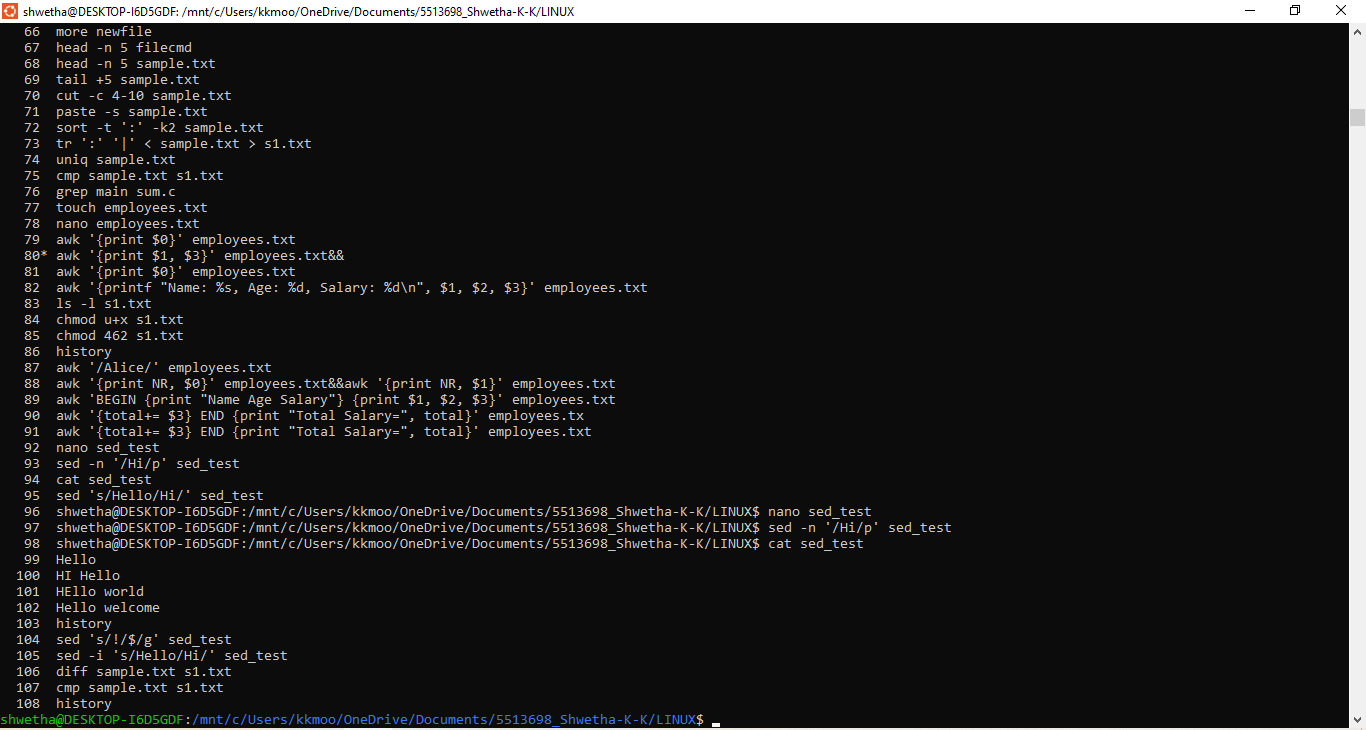 shwetha@DESKTOP-I6D5GDF: /mnt/c/Users/kkmoo/OneDrive/Documents/5513698_Shwetha-K-K/LINUX
66 more newfile
67 head -n 5 filecmd
68 head -n 5 sample.txt
69 tail +5 sample.txt
70 cut -c 4-10 sample.txt
71 paste -s sample.txt
72 sort -t ':' -k2 sample.txt
73 tr ':' '|' < sample.txt > s1.txt
74 uniq sample.txt
75 cmp sample.txt s1.txt
76 grep main sum.c
77 touch employees.txt
78 nano employees.txt
79 awk '{print $0}' employees.txt
80* awk '{print $1, $3}' employees.txt&&
81 awk '{print $0}' employees.txt
82 awk '{printf "Name: %s, Age: %d, Salary: %d\n", $1, $2, $3}' employees.txt
83 ls -l s1.txt
84 chmod u+x s1.txt
85 chmod 462 s1.txt
86 history
87 awk '/Alice/' employees.txt
88 awk '{print NR, $0}' employees.txt&&awk '{print NR, $1}' employees.txt
89 awk 'BEGIN {print "Name Age Salary"} {print $1, $2, $3}' employees.txt
90 awk '{total+= $3} END {print "Total Salary=", total}' employees.tx
91 awk '{total+= $3} END {print "Total Salary=", total}' employees.txt
92 nano sed_test
93 sed -n '/Hi/p' sed_test
94 cat sed_test
95 sed 's/Hello/Hi/' sed_test
96 shwetha@DESKTOP-I6D5GDF:/mnt/c/Users/kkmoo/OneDrive/Documents/5513698_Shwetha-K-K/LINUX$ nano sed_test
97 shwetha@DESKTOP-I6D5GDF:/mnt/c/Users/kkmoo/OneDrive/Documents/5513698_Shwetha-K-K/LINUX$ sed -n '/Hi/p' sed_test
98 shwetha@DESKTOP-I6D5GDF:/mnt/c/Users/kkmoo/OneDrive/Documents/5513698_Shwetha-K-K/LINUX$ cat sed_test
99 Hello
100 HI Hello
101 HEllo world
102 Hello welcome
103 history
104 sed 's/!/$/g' sed_test
105 sed -i 's/Hello/Hi/' sed_test
106 diff sample.txt s1.txt
107 cmp sample.txt s1.txt
108 history
shwetha@DESKTOP-I6D5GDF:/mnt/c/Users/kkmoo/OneDrive/Documents/5513698_Shwetha-K-K/LINUX$